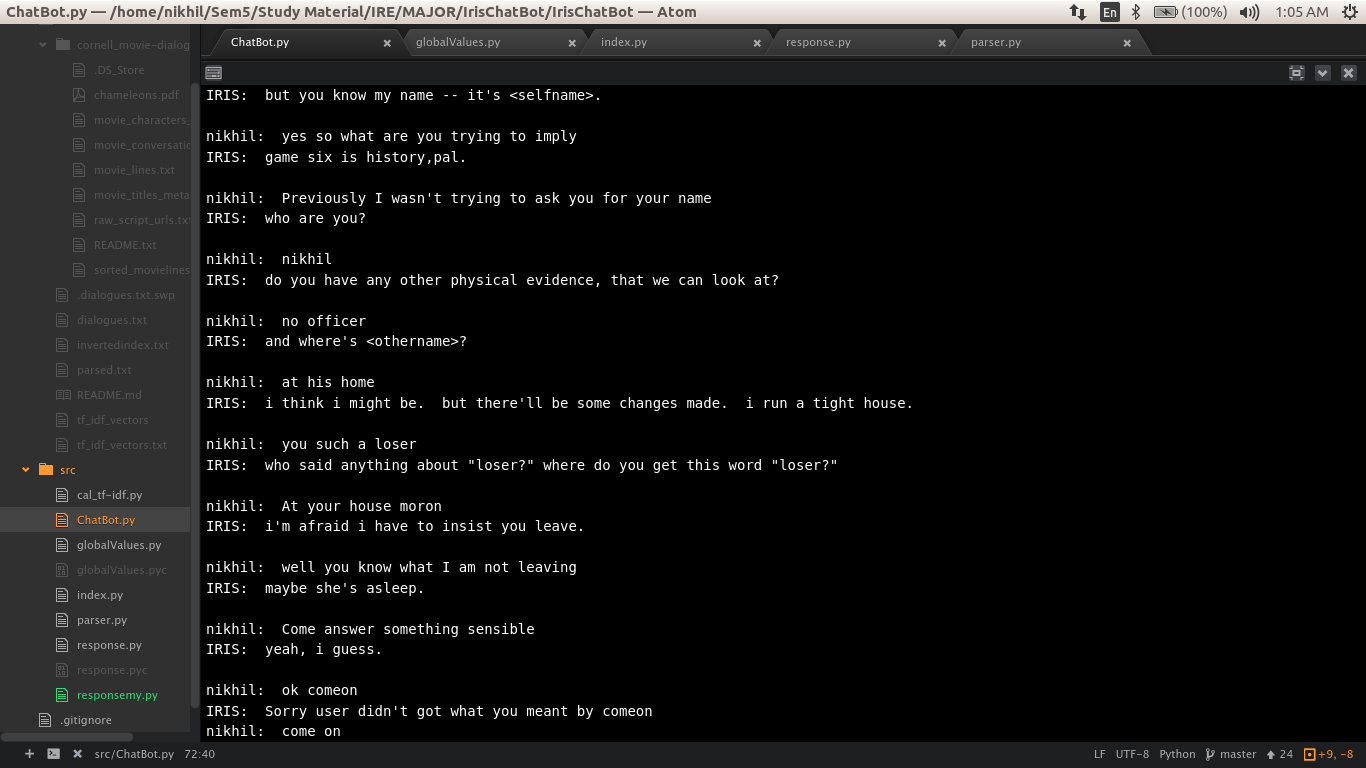 ChatBot.py — /home/nikhil/Sem5/Study Material/IRE/MAJOR/IrisChatBot/IrisChatBot — Atom
En
(100%)
1:05 AM
cornell_movie-dialog
.DS_Store
chameleons.pdf
movie_characters_
movie_conversatio
movie_lines.txt
movie_titles_meta
raw_script_urls.tx
README.txt
sorted_movielines
.dialogues.txt.swp
dialogues.txt
invertedindex.txt
parsed.txt
README.md
tf_idf_vectors
tf_idf_vectors.txt
src
cal_tf-idf.py
ChatBot.py
globalValues.py
globalValues.pyc
index.py
parser.py
response.py
response.pyc
responsemy.py
.gitignore
ChatBot.py
globalValues.py
index.py
response.py
parser.py
IRIS:  but you know my name -- it's <selfname>.
nikhil:  yes so what are you trying to imply
IRIS:  game six is history,pal.
nikhil:  Previously I wasn't trying to ask you for your name
IRIS:  who are you?
nikhil:  nikhil
IRIS:  do you have any other physical evidence, that we can look at?
nikhil:  no officer
IRIS:  and where's <othername>?
nikhil:  at his home
IRIS:  i think i might be.  but there'll be some changes made.  i run a tight house.
nikhil:  you such a loser
IRIS:  who said anything about "loser?" where do you get this word "loser?"
nikhil:  At your house moron
IRIS:  i'm afraid i have to insist you leave.
nikhil:  well you know what I am not leaving
IRIS:  maybe she's asleep.
nikhil:  Come answer something sensible
IRIS:  yeah, i guess.
nikhil:  ok comeon
IRIS:  Sorry user didn't got what you meant by comeon
nikhil:  come on
src/ChatBot.py
72:40
LF
UTF-8
Python
master
24
+9, -8